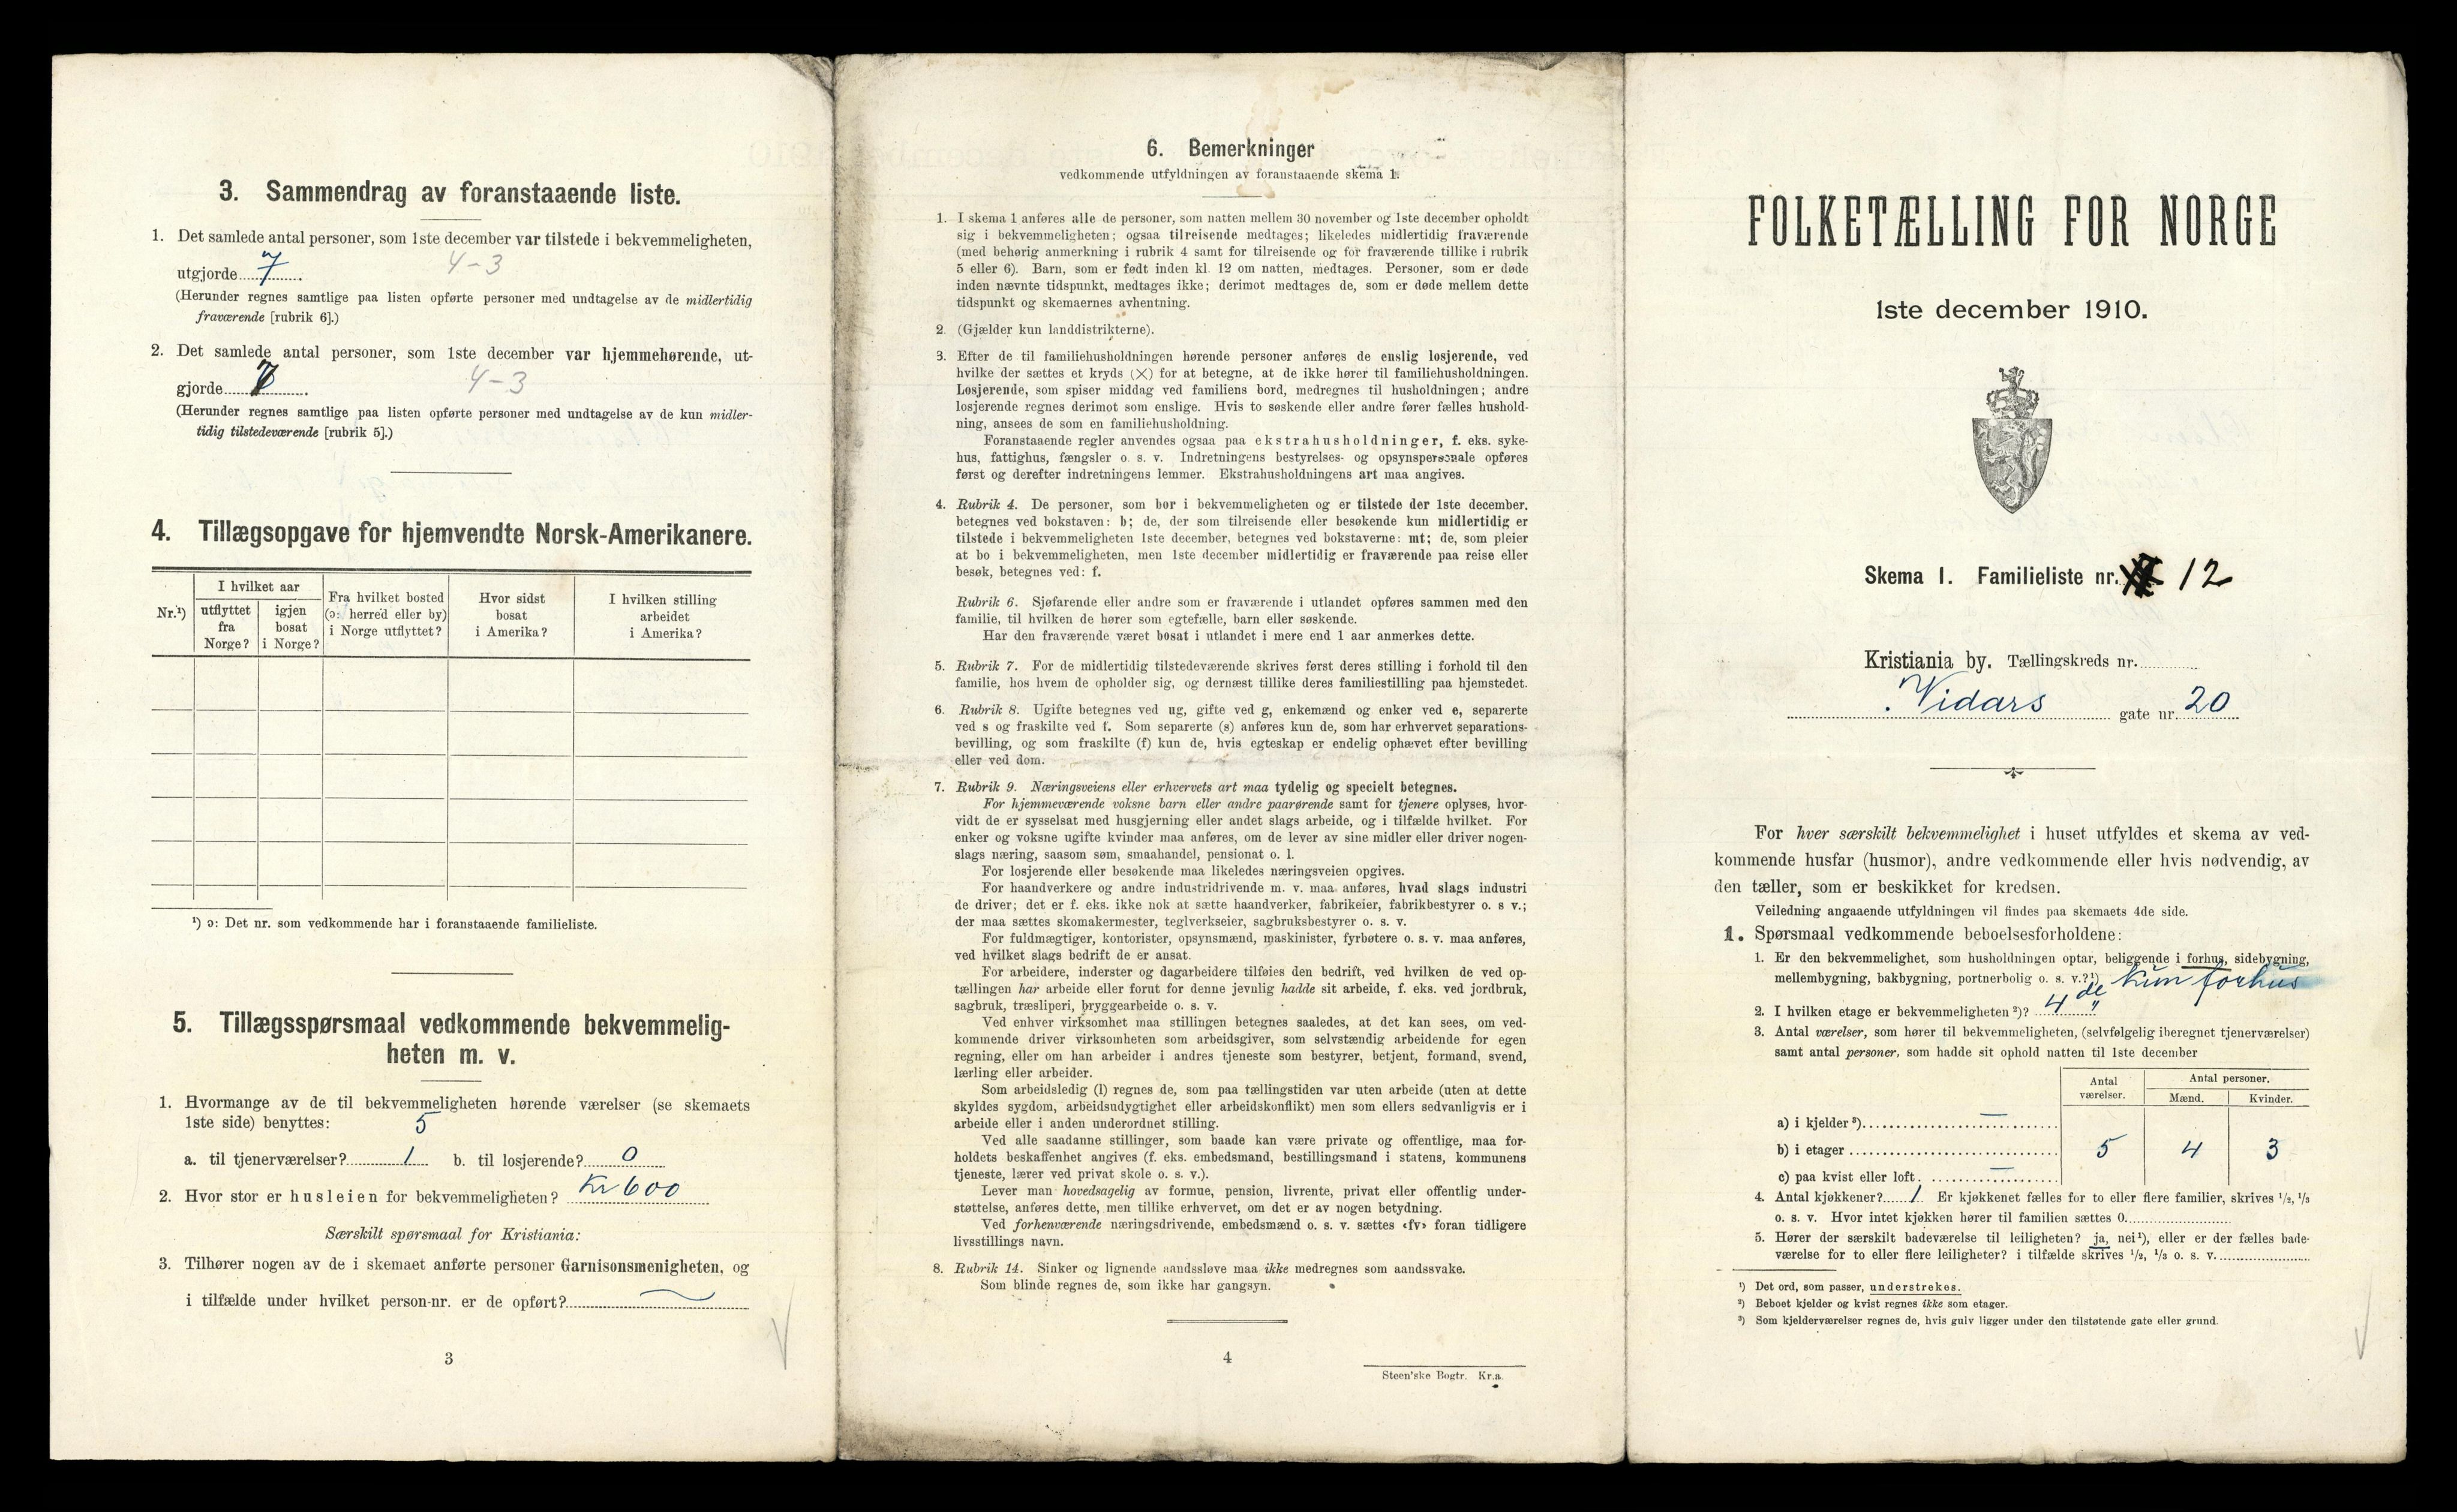 3. Sammendrag av foranstaaende liste.
1. Det samlede antal personer, som 1ste december var tilstede i bekvemmeligheten,
utgjorde 7 4-3
(Herunder regnes samtlige paa listen opførte personer med undtagelse av de midlertidig
fraværende [rubrik 6].)
2. Det samlede antal personer, som 1ste december var hjemmehørende, ut-
gjorde 7 4-3
(Herunder regnes samtlige paa listen opførte personer med undtagelse av de kun midler-
tidig tilstedeværende [rubrik 5].)
4. Tillægsopgave for hjemvendte Norsk-Amerikanere.
Nr.¹)
I hvilket aar
utflyttet fra Norge?
igjen bosat i Norge?
Fra hvilket bosted (ɔ: herred eller by) i Norge utflyttet?
Hvor sidst bosat i Amerika?
I hvilken stilling arbeidet i Amerika?
¹) ɔ: Det nr. som vedkommende har i foranstaaende familieliste.
5. Tillægsspørsmaal vedkommende bekvemmelig-
heten m. v.
1. Hvormange av de til bekvemmeligheten hørende værelser (se skemaets
1ste side) benyttes: 5
a. til tjenerværelser? 1 b. til losjerende? 0
2. Hvor stor er husleien for bekvemmeligheten? Kr 600
Særskilt spørsmaal for Kristiania:
3. Tilhører nogen av de i skemaet anførte personer Garnisonsmenigheten, og
i tilfælde under hvilket person-nr. er de opført?
3
6. Bemerkninger
vedkommende utfyldningen av foranstaaende skema 1.
1. I skema 1 anføres alle de personer, som natten mellem 30 november og 1ste december opholdt
sig i bekvemmeligheten; ogsaa tilreisende medtages; likeledes midlertidig fraværende
(med behørig anmerkning i rubrik 4 samt for tilreisende og for fraværende tillike i rubrik
5 eller 6). Barn, som er født inden kl. 12 om natten, medtages. Personer, som er døde
inden nævnte tidspunkt, medtages ikke; derimot medtages de, som er døde mellem dette
tidspunkt og skemaernes avhentning.
2. (Gjælder kun landdistrikterne).
3. Efter de til familiehusholdningen hørende personer anføres de enslig losjerende, ved
hvilke der sættes et kryds (×) for at betegne, at de ikke hører til familiehusholdningen.
Losjerende, som spiser middag ved familiens bord, medregnes til husholdningen; andre
losjerende regnes derimot som enslige. Hvis to søskende eller andre fører fælles hushold-
ning, ansees de som en familiehusholdning.
Foranstaaende regler anvendes ogsaa paa ekstrahusholdninger, f. eks. syke-
hus, fattighus, fængsler o. s. v. Indretningens bestyrelses- og opsynspersonale opføres
først og derefter indretningens lemmer. Ekstrahusholdningens art maa angives.
4. Rubrik 4. De personer, som bor i bekvemmeligheten og er tilstede der 1ste december,
betegnes ved bokstaven: b; de, der som tilreisende eller besøkende kun midlertidig er
tilstede i bekvemmeligheten 1ste december, betegnes ved bokstaverne: mt; de, som pleier
at bo i bekvemmeligheten, men 1ste december midlertidig er fraværende paa reise eller
besøk, betegnes ved: f.
Rubrik 6. Sjøfarende eller andre som er fraværende i utlandet opføres sammen med den
familie, til hvilken de hører som egtefælle, barn eller søskende.
Har den fraværende været bosat i utlandet i mere end 1 aar anmerkes dette.
5. Rubrik 7. For de midlertidig tilstedeværende skrives først deres stilling i forhold til den
familie, hos hvem de opholder sig, og dernæst tillike deres familiestilling paa hjemstedet.
6. Rubrik 8. Ugifte betegnes ved ug, gifte ved g, enkemænd og enker ved e, separerte
ved s og fraskilte ved f. Som separerte (s) anføres kun de, som har erhvervet separations-
bevilling, og som fraskilte (f) kun de, hvis egteskap er endelig ophævet efter bevilling
eller ved dom.
7. Rubrik 9. Næringsveiens eller erhvervets art maa tydelig og specielt betegnes.
For hjemmeværende voksne barn eller andre paarørende samt for tjenere oplyses, hvor-
vidt de er sysselsat med husgjerning eller andet slags arbeide, og i tilfælde hvilket. For
enker og voksne ugifte kvinder maa anføres, om de lever av sine midler eller driver nogen-
slags næring, saasom søm, smaahandel, pensionat o. l.
For losjerende eller besøkende maa likeledes næringsveien opgives.
For haandverkere og andre industridrivende m. v. maa anføres, hvad slags industri
de driver; det er f. eks. ikke nok at sætte haandverker, fabrikeier, fabrikbestyrer o. s v.;
der maa sættes skomakermester, teglverkseier, sagbruksbestyrer o. s. v.
For fuldmægtiger, kontorister, opsynsmænd, maskinister, fyrbøtere o. s. v. maa anføres,
ved hvilket slags bedrift de er ansat.
For arbeidere, inderster og dagarbeidere tilføies den bedrift, ved hvilken de ved op-
tællingen har arbeide eller forut for denne jevnlig hadde sit arbeide, f. eks. ved jordbruk,
sagbruk, træsliperi, bryggearbeide o. s. v.
Ved enhver virksomhet maa stillingen betegnes saaledes, at det kan sees, om ved-
kommende driver virksomheten som arbeidsgiver, som selvstændig arbeidende for egen
regning, eller om han arbeider i andres tjeneste som bestyrer, betjent, formand, svend,
lærling eller arbeider.
Som arbeidsledig (l) regnes de, som paa tællingstiden var uten arbeide (uten at dette
skyldes sygdom, arbeidsudygtighet eller arbeidskonflikt) men som ellers sedvanligvis er i
arbeide eller i anden underordnet stilling.
Ved alle saadanne stillinger, som baade kan være private og offentlige, maa for-
holdets beskaffenhet angives (f. eks. embedsmand, bestillingsmand i statens, kommunens
tjeneste, lærer ved privat skole o. s. v.).
Lever man hovedsagelig av formue, pension, livrente, privat eller offentlig under-
støttelse, anføres dette, men tillike erhvervet, om det er av nogen betydning.
Ved forhenværende næringsdrivende, embedsmænd o. s. v. sættes «fv» foran tidligere
livsstillings navn.
8. Rubrik 14. Sinker og lignende aandssløve maa ikke medregnes som aandssvake.
Som blinde regnes de, som ikke har gangsyn.
4
Steen'ske Bogtr. Kr.a.
FOLKETÆLLING FOR NORGE
1ste december 1910.
Skema 1. Familieliste nr. 12
Kristiania by. Tællingskreds nr.
Vidars gate nr. 20
For hver særskilt bekvemmelighet i huset utfyldes et skema av ved-
kommende husfar (husmor), andre vedkommende eller hvis nødvendig, av
den tæller, som er beskikket for kredsen.
Veiledning angaaende utfyldningen vil findes paa skemaets 4de side.
1. Spørsmaal vedkommende beboelsesforholdene:
1. Er den bekvemmelighet, som husholdningen optar, beliggende i forhus, sidebygning,
mellembygning, bakbygning, portnerbolig o. s. v.?¹) Kun forhus
2. I hvilken etage er bekvemmeligheten ²)? 4de
3. Antal værelser, som hører til bekvemmeligheten, (selvfølgelig iberegnet tjenerværelser)
samt antal personer, som hadde sit ophold natten til 1ste december
Antal værelser. Antal personer.
Mænd. Kvinder.
a) i kjelder ³) —
b) i etager 5 4 3
c) paa kvist eller loft —
4. Antal kjøkkener? 1 Er kjøkkenet fælles for to eller flere familier, skrives 1/2, 1/3
o. s. v. Hvor intet kjøkken hører til familien sættes 0.
5. Hører der særskilt badeværelse til leiligheten? ja, nei¹), eller er der fælles bade-
værelse for to eller flere leiligheter? i tilfælde skrives 1/2, 1/3 o. s. v.
¹) Det ord, som passer, understrekes.
²) Beboet kjelder og kvist regnes ikke som etager.
³) Som kjelderværelser regnes de, hvis gulv ligger under den tilstøtende gate eller grund.